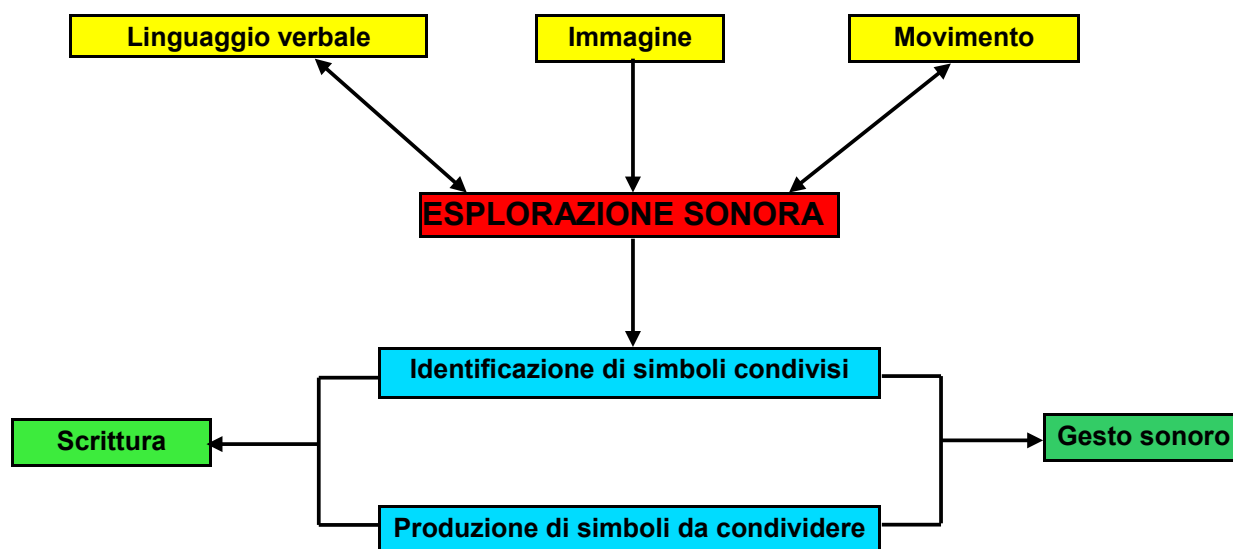 Linguaggio verbale
Immagine
Movimento
ESPLORAZIONE SONORA
Identificazione di simboli condivisi
Scrittura
Gesto sonoro
Produzione di simboli da condividere